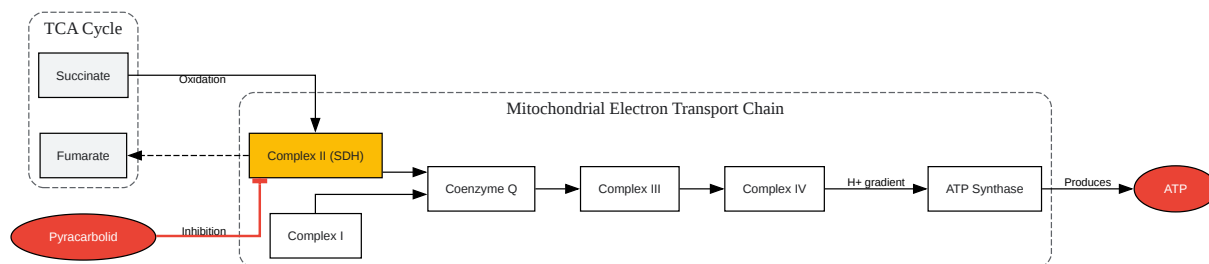 TCA Cycle
Succinate
Oxidation
Mitochondrial Electron Transport Chain
Fumarate
Complex II (SDH)
Coenzyme Q
Complex III
Complex IV
H+ gradient
ATP Synthase
Produces
ATP
Pyracarbolid
Inhibition
Complex I